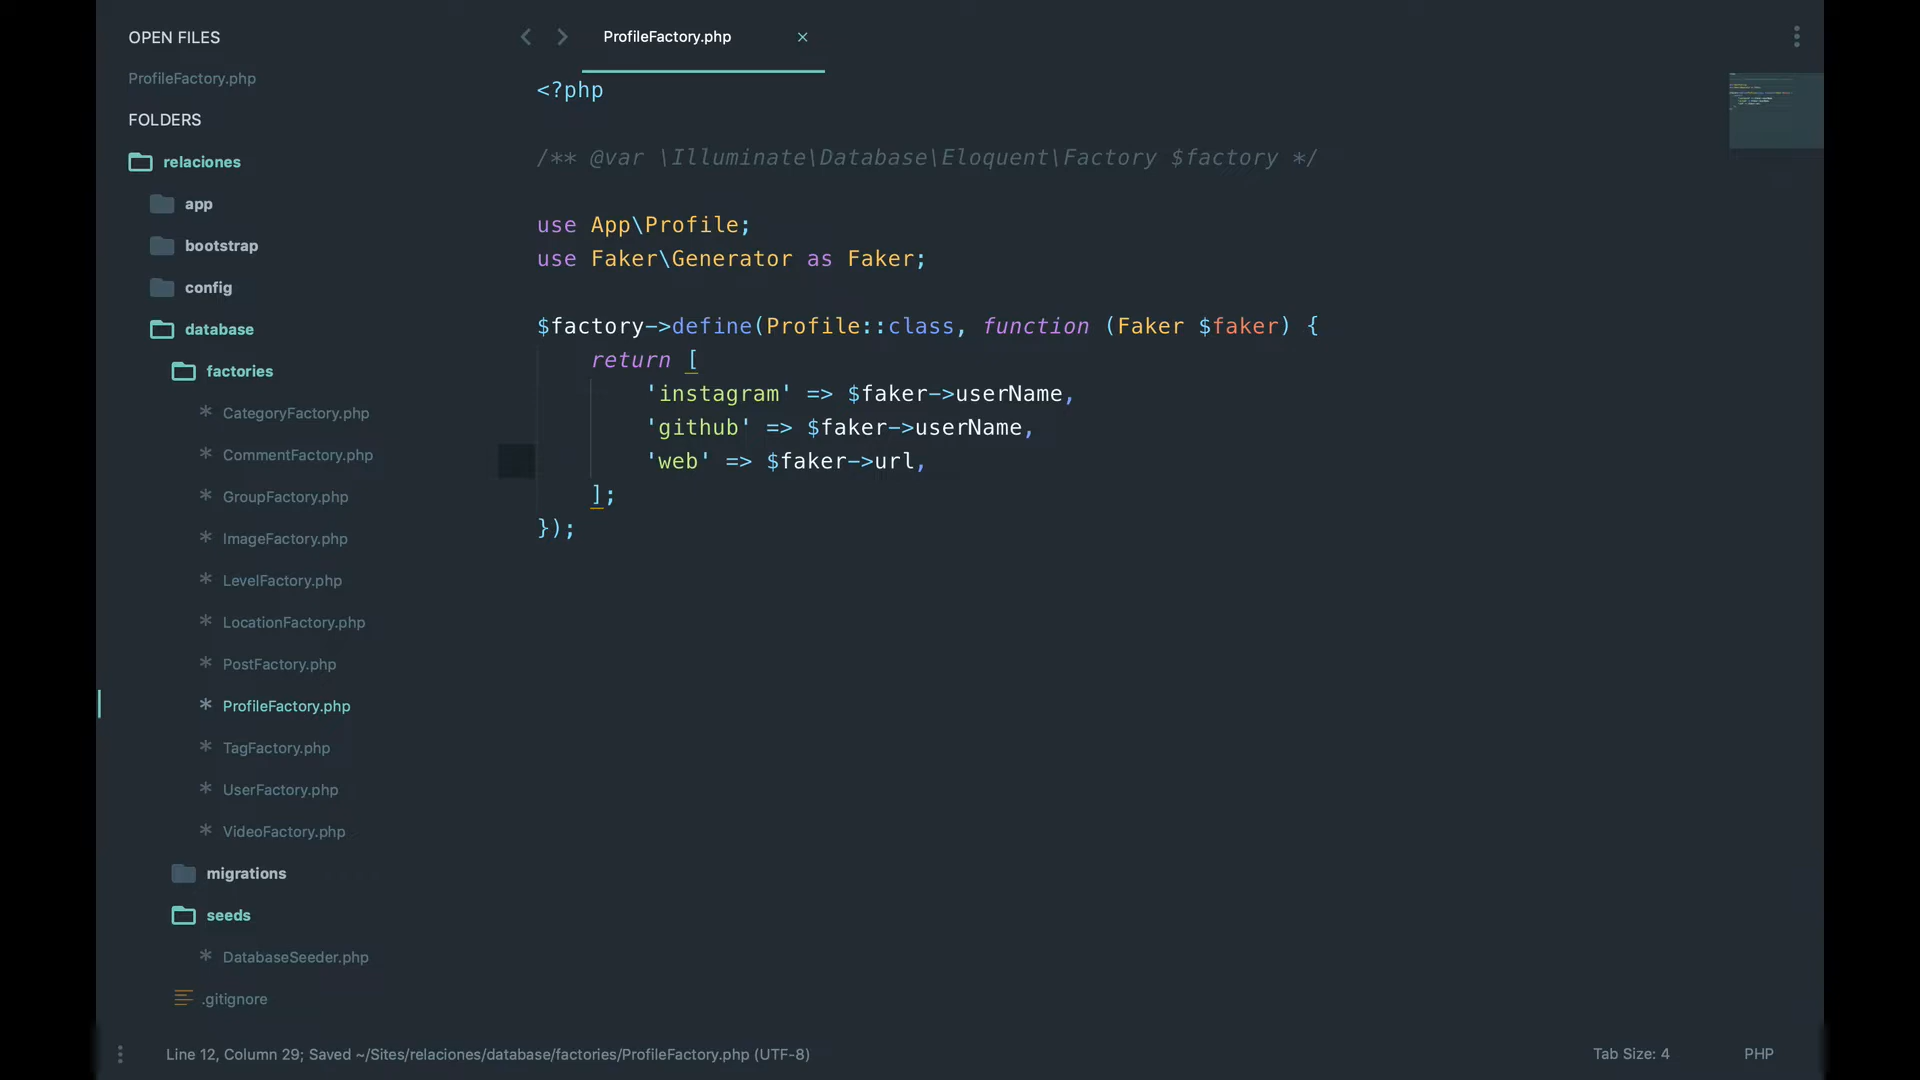 OPEN FILES
ProfileFactory.php
FOLDERS
relaciones
app
bootstrap
config
database
factories
* CategoryFactory.php
* CommentFactory.php
* GroupFactory.php
* ImageFactory.php
* LevelFactory.php
* LocationFactory.php
* PostFactory.php
* ProfileFactory.php
* TagFactory.php
* UserFactory.php
* VideoFactory.php
migrations
seeds
* DatabaseSeeder.php
.gitignore
ProfileFactory.php ×
<?php
/** @var \Illuminate\Database\Eloquent\Factory $factory */
use App\Profile;
use Faker\Generator as Faker;
$factory->define(Profile::class, function (Faker $faker) {
    return [
        'instagram' => $faker->userName,
        'github' => $faker->userName,
        'web' => $faker->url,
    ];
});
Line 12, Column 29; Saved ~/Sites/relaciones/database/factories/ProfileFactory.php (UTF-8)
Tab Size: 4
PHP